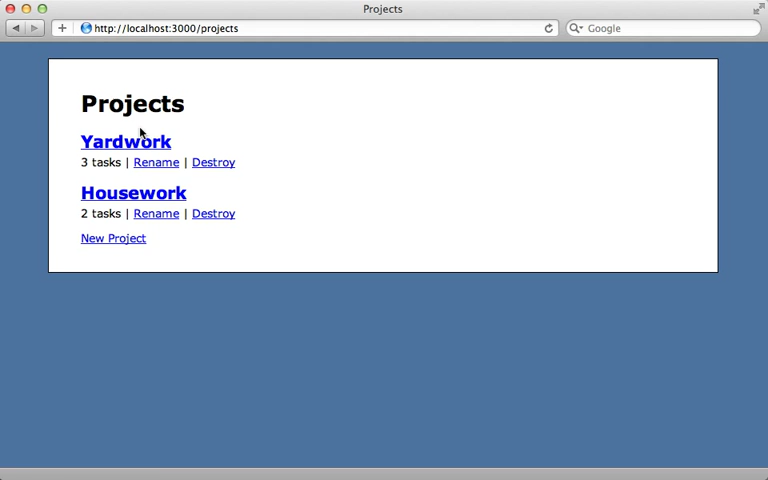 Projects
http://localhost:3000/projects
Google
Projects
Yardwork
3 tasks | Rename | Destroy
Housework
2 tasks | Rename | Destroy
New Project